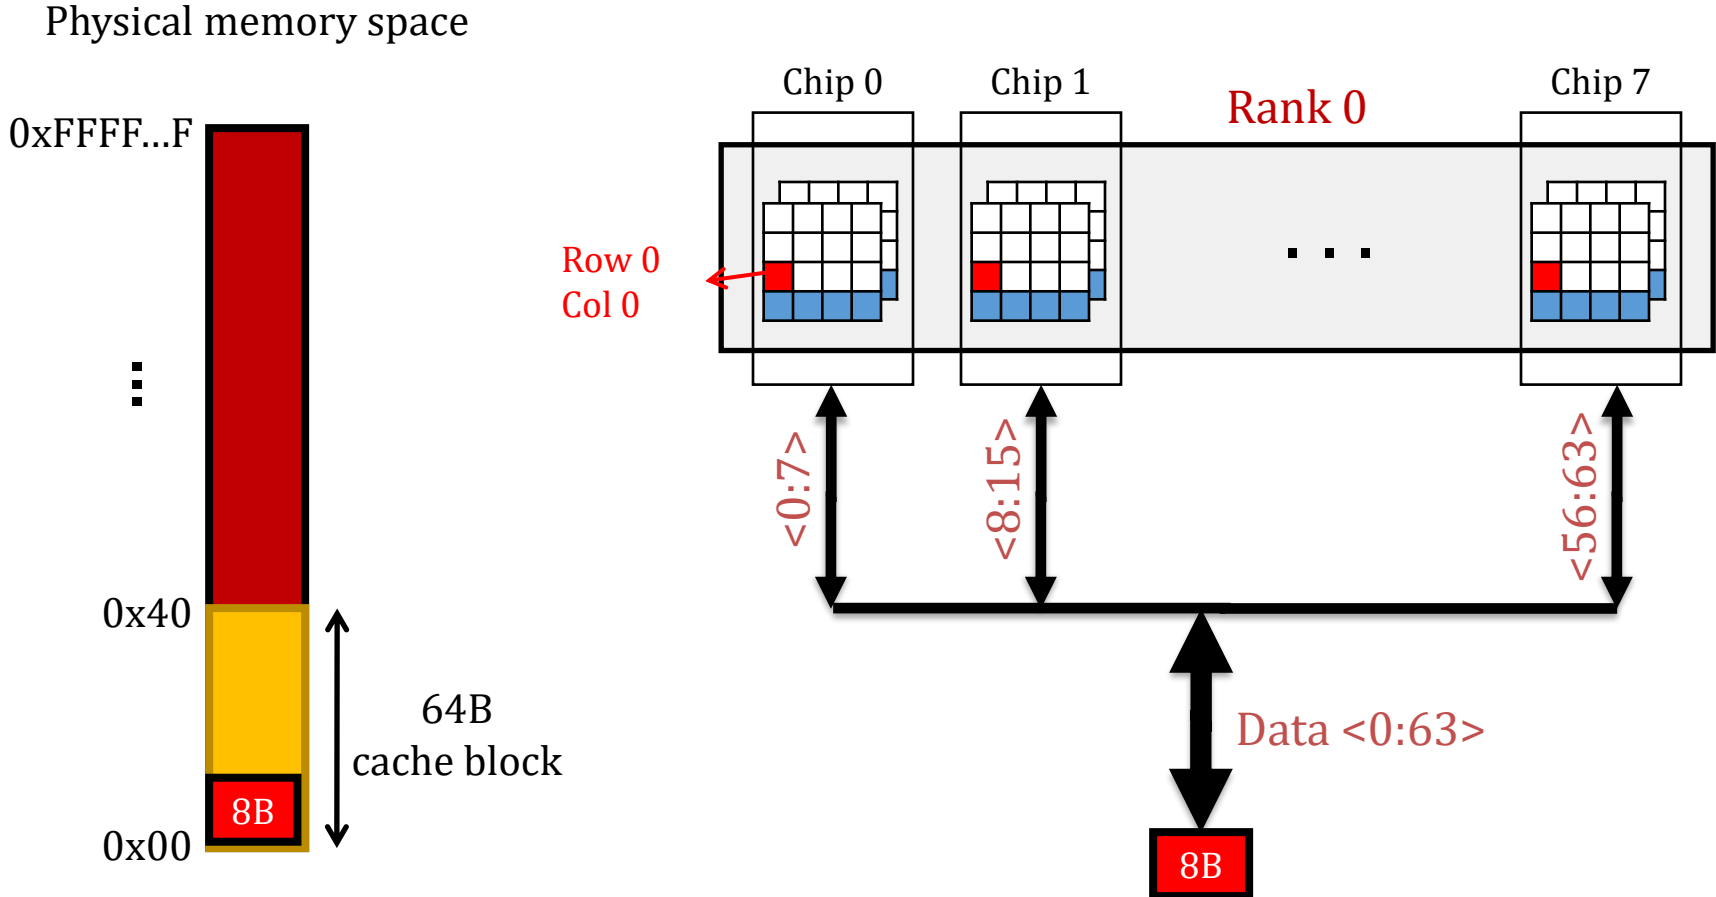 Physical memory space
0xFFFF...F
0x40
64B
cache block
8B
0x00
Chip 0
Chip 1
Rank 0
Chip 7
Row 0
Col 0
. . .
<0:7>
<8:15>
<56:63>
Data <0:63>
8B